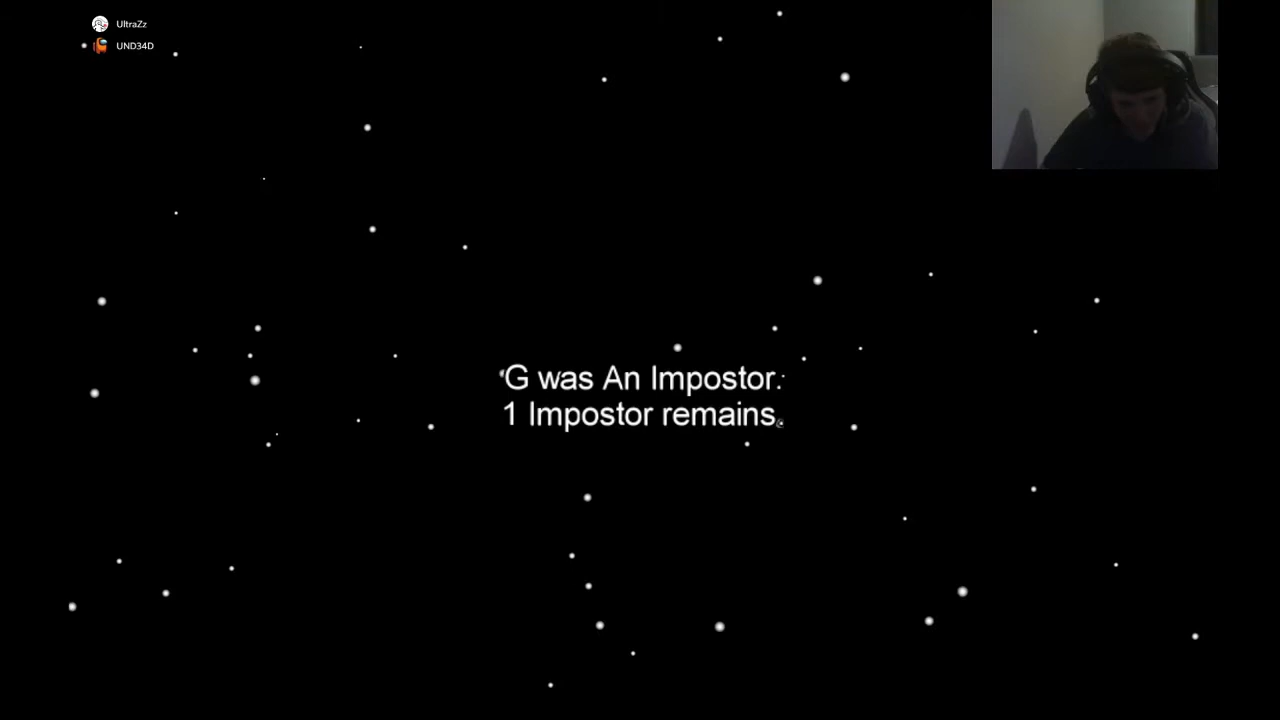 UltraZz
UND34D
G was An Impostor.
1 Impostor remains.